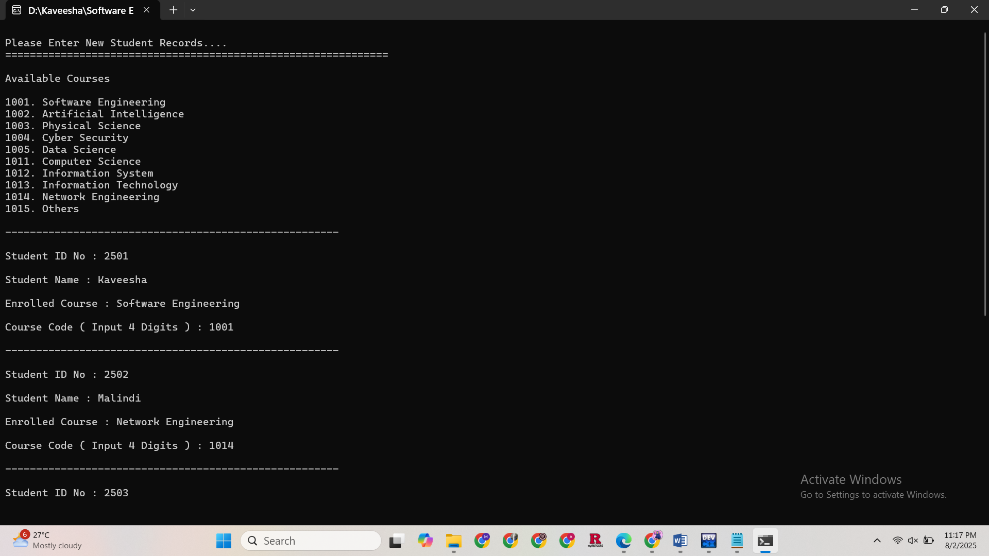 D:\Kaveesha\Software E
Please Enter New Student Records....
==============================================================
Available Courses
1001. Software Engineering
1002. Artificial Intelligence
1003. Physical Science
1004. Cyber Security
1005. Data Science
1011. Computer Science
1012. Information System
1013. Information Technology
1014. Network Engineering
1015. Others
------------------------------------------------------
Student ID No : 2501
Student Name : Kaveesha
Enrolled Course : Software Engineering
Course Code ( Input 4 Digits ) : 1001
------------------------------------------------------
Student ID No : 2502
Student Name : Malindi
Enrolled Course : Network Engineering
Course Code ( Input 4 Digits ) : 1014
------------------------------------------------------
Student ID No : 2503
Activate Windows
Go to Settings to activate Windows.
6
27°C
Mostly cloudy
Search
R
DEV
11:17 PM
8/2/2025